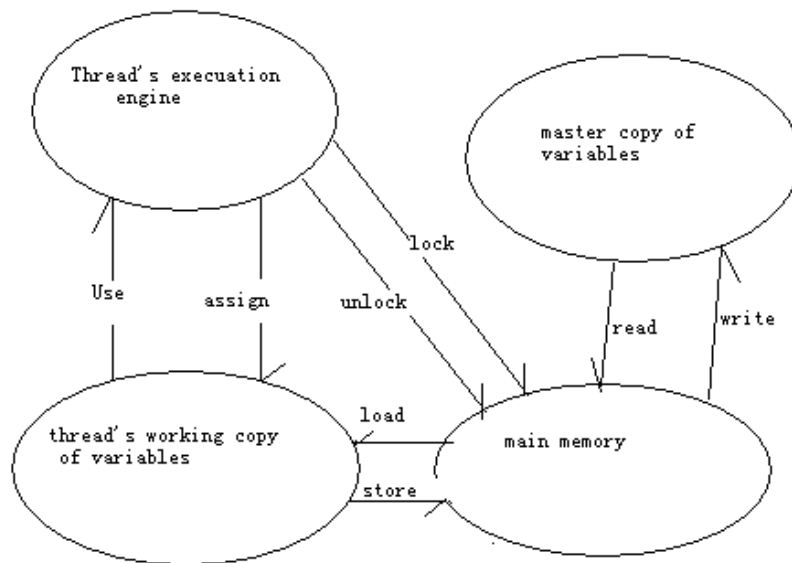 Thread's execuation
engine
master copy of
variables
lock
Use
assign
unlock
read
write
thread's working copy
of variables
load
main memory
store